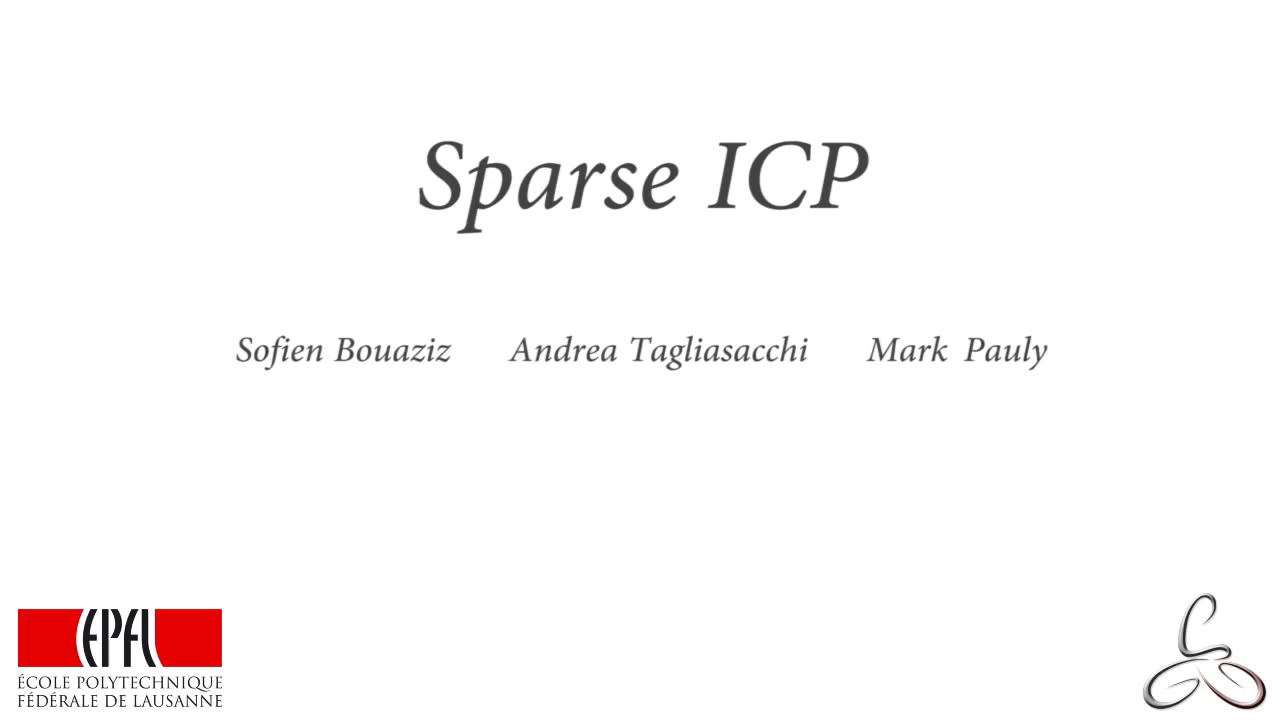 Sparse ICP
Sofien Bouaziz Andrea Tagliasacchi Mark Pauly
EPFL
ÉCOLE POLYTECHNIQUE
FÉDÉRALE DE LAUSANNE